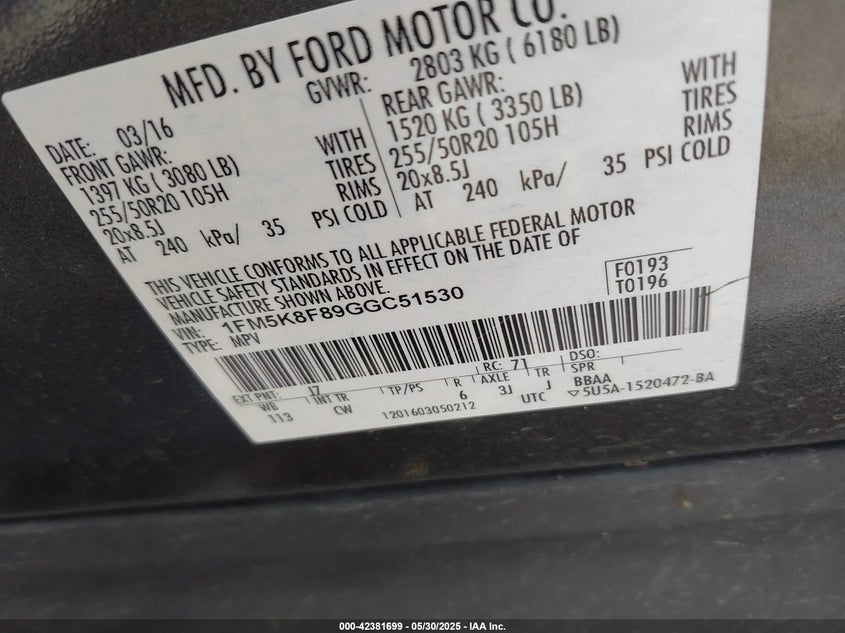 MFD. BY FORD MOTOR CO.
GVWR: 2803 KG ( 6180 LB)
DATE: 03/16
FRONT GAWR:
1397 KG ( 3080 LB) WITH
255/50R20 105H TIRES
20x8.5J RIMS
AT 240 kPa/ 35 PSI COLD
REAR GAWR:
1520 KG ( 3350 LB) WITH
255/50R20 105H TIRES
20x8.5J RIMS
AT 240 kPa/ 35 PSI COLD
THIS VEHICLE CONFORMS TO ALL APPLICABLE FEDERAL MOTOR
VEHICLE SAFETY STANDARDS IN EFFECT ON THE DATE OF
MANUFACTURE SHOWN ABOVE.
VIN: 1FM5K8F89GGC51530
TYPE: MPV
F0193
T0196
EXT PNT: 17 RC: 71 DSO:
WB INT TR TP/PS R AXLE TR SPR
113 CW 6 3J J BBAA
1201603050212 UTC ▽5U5A-1520472-BA
000-42381699 - 05/30/2025 - IAA Inc.